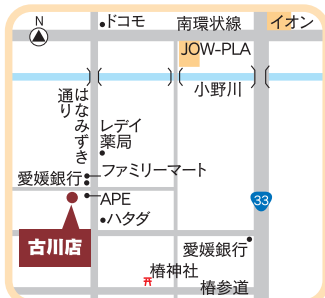 N
ドコモ
南環状線
イオン
JOW-PLA
小野川
はなみずき
通り
レデイ
薬局
ファミリーマート
愛媛銀行
APE
ハタダ
33
古川店
愛媛銀行
椿神社
椿参道